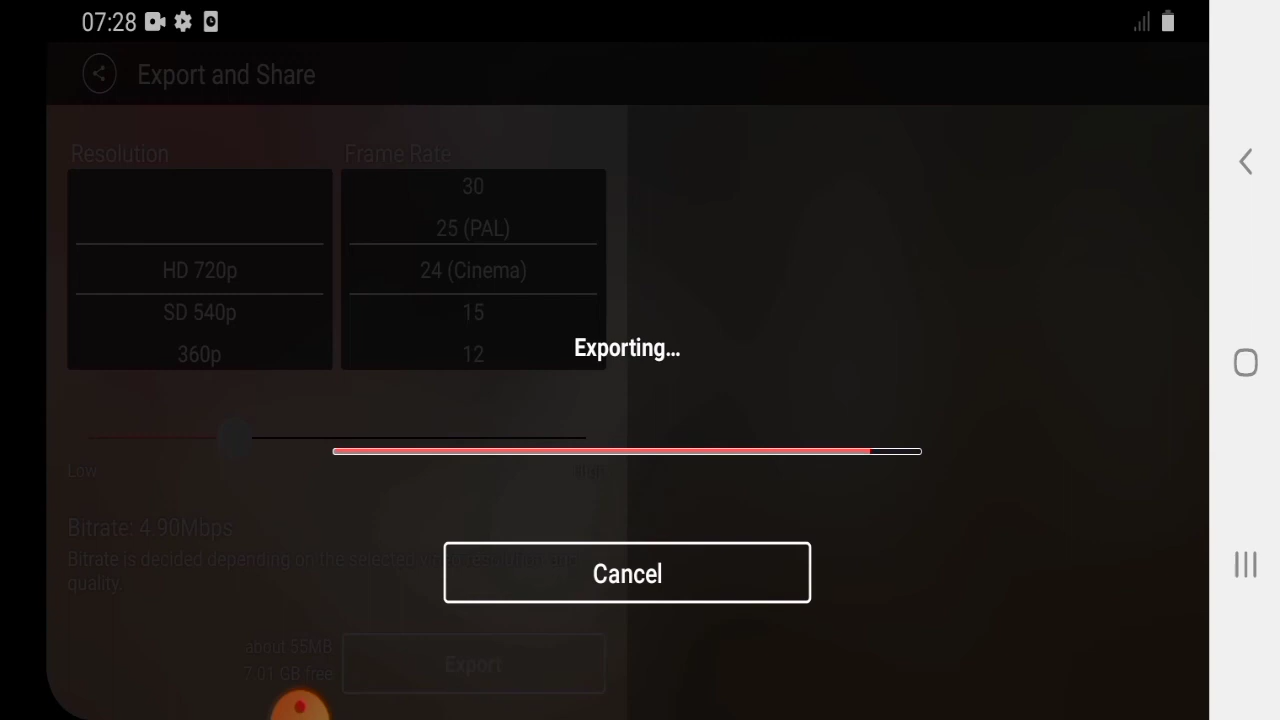 07:28
Export and Share
Resolution
Frame Rate
30
25 (PAL)
HD 720p
24 (Cinema)
SD 540p
15
360p
12
Exporting...
Low
Bitrate: 4.90Mbps
Bitrate is decided depending on the selected video resolution and
quality.
Cancel
about 55MB
7.01 GB free
Export